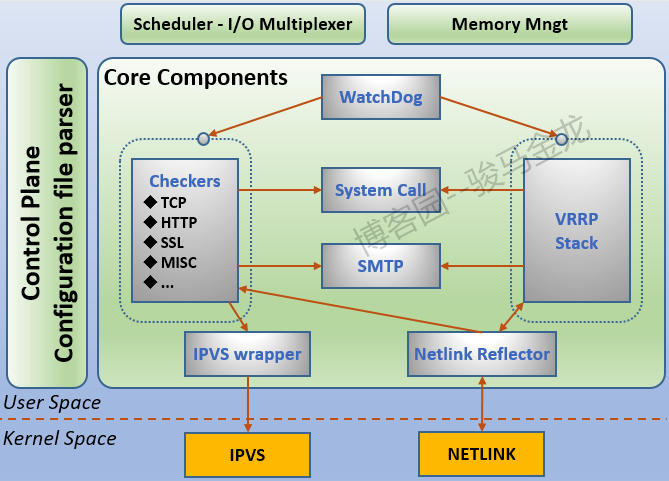 Scheduler - I/O Multiplexer
Memory Mngt
Control Plane
Configuration file parser
Core Components
WatchDog
Checkers
◆ TCP
◆ HTTP
◆ SSL
◆ MISC
◆ ...
System Call
SMTP
VRRP
Stack
IPVS wrapper
Netlink Reflector
User Space
Kernel Space
IPVS
NETLINK
博客园--骏马金龙